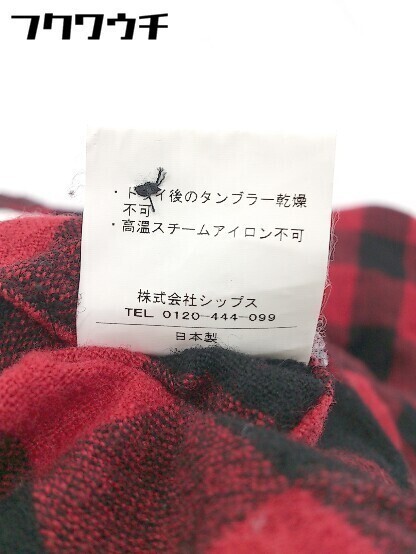 フクワウチ
・ドライ後のタンブラー乾燥
不可
・高温スチームアイロン不可
株式会社シップス
TEL 0120-444-099
日本製